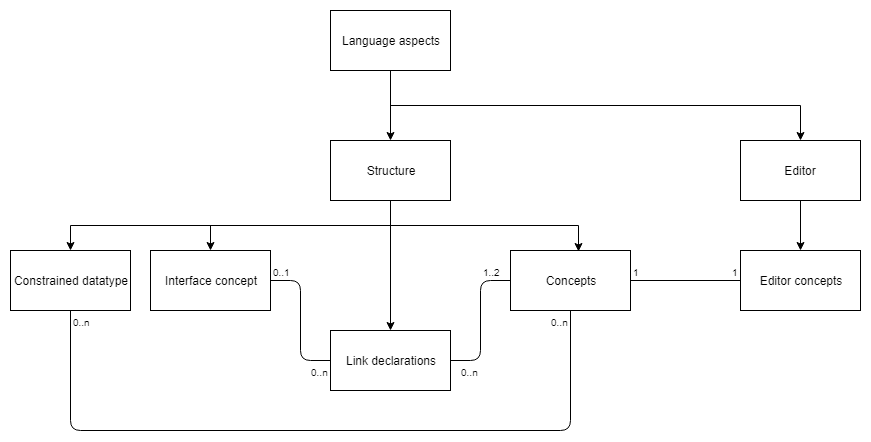 Language aspects
Structure
Editor
Constrained datatype
Interface concept
0..1
1..2
Concepts
1
1
Editor concepts
0..n
0..n
Link declarations
0..n
0..n